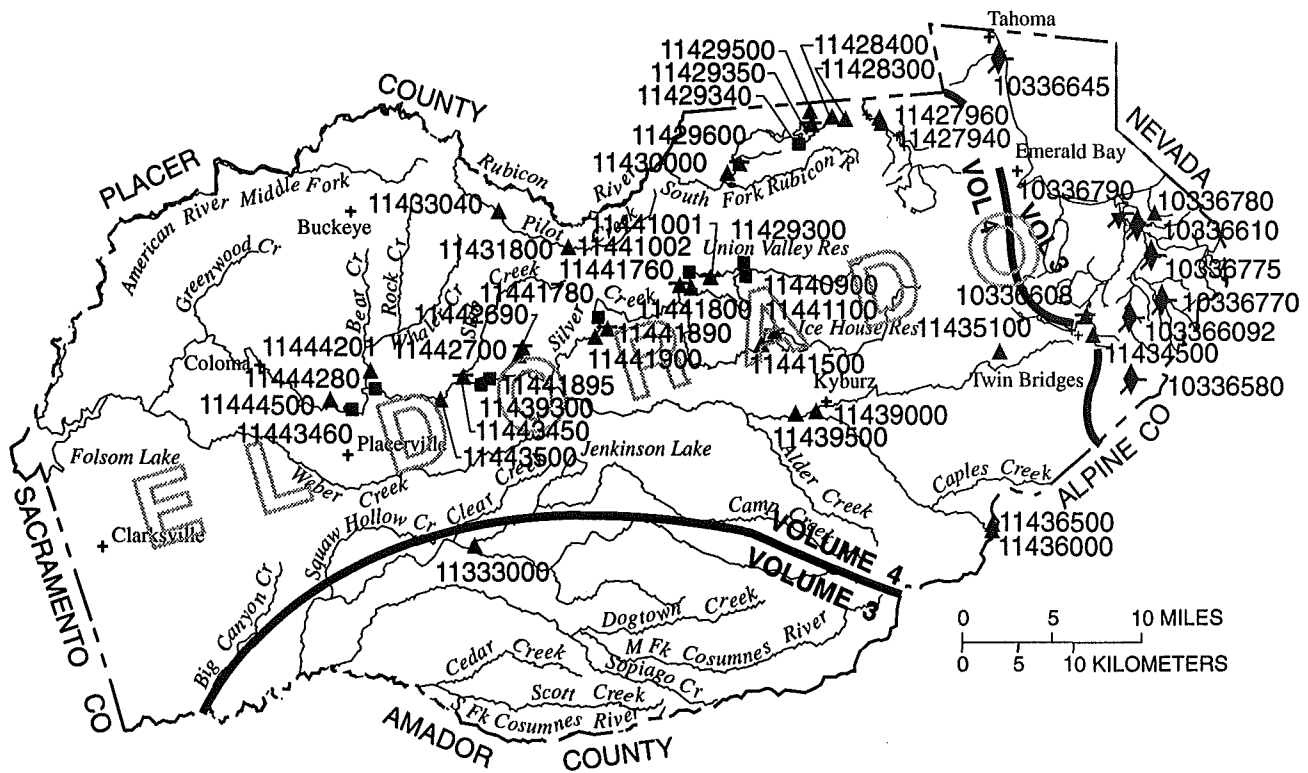 Tahoma
11429500
11428400
11429350
11428300
11429340
10336645
COUNTY
11427960
11427940
11429600
NEVADA
PLACER
Rubicon
River
11430000
South Fork Rubicon R
Emerald Bay
VOL 4
VOL 3
American River Middle Fork
Buckeye
11433040
10336790
10336780
10336610
Pilot
11441001
11429300
11431800
11441002
Union Valley Res
10336775
Greenwood Cr
Bear Cr
Rock Cr
Whaler Cr
Creek
11441760
11440900
10336770
11441780
Silver
Creek
11441800
11441100
10336608
11442690
11441890
Ice House Res
11435100
103366092
Coloma
11444201
11442700
11441900
11441500
11434500
11444280
11441895
Kyburz
Twin Bridges
10336580
11444500
11439300
11439000
11443460
11443450
11439500
Placerville
11443500
Jenkinson Lake
Folsom Lake
EL DORADO
Weber Creek
Alder Creek
Caples Creek
ALPINE CO
SACRAMENTO CO
Clarksville
Squaw Hollow Cr
Clear Creek
Camp Creek
VOLUME 4
VOLUME 3
11436500
11436000
11333000
Big Canyon Cr
Dogtown Creek
M Fk Cosumnes River
Cedar Creek
Sopiago Cr
Scott Creek
S Fk Cosumnes River
AMADOR COUNTY
0 5 10 MILES
0 5 10 KILOMETERS